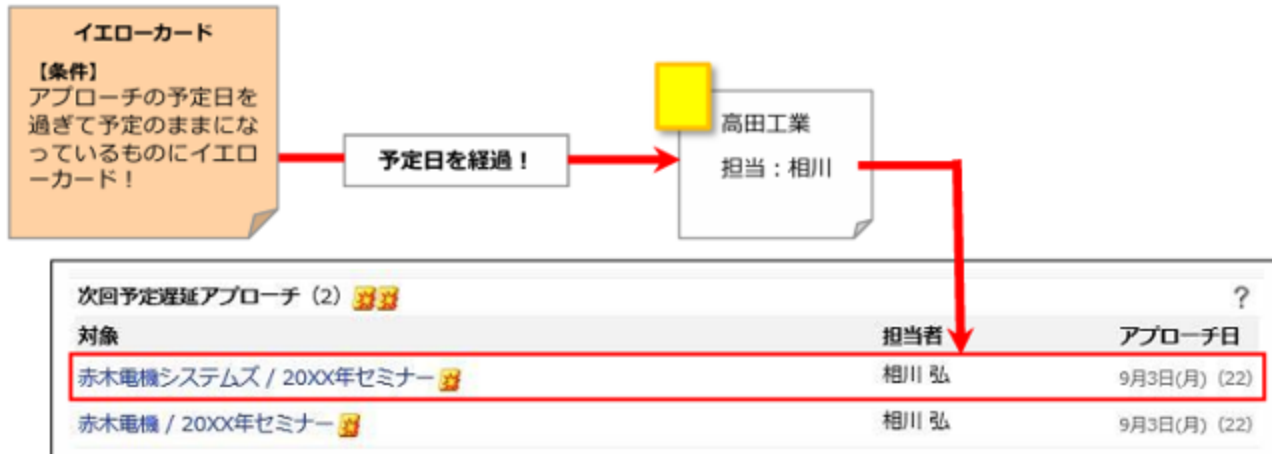 イエローカード
【条件】
アプローチの予定日を
過ぎて予定のままにな
っているものにイエロ
ーカード！
予定日を経過！
高田工業
担当：相川
次回予定遅延アプローチ（2）
?
対象 担当者 アプローチ日
赤木電機システムズ / 20XX年セミナー 相川 弘 9月3日(月)（22）
赤木電機 / 20XX年セミナー 相川 弘 9月3日(月)（22）